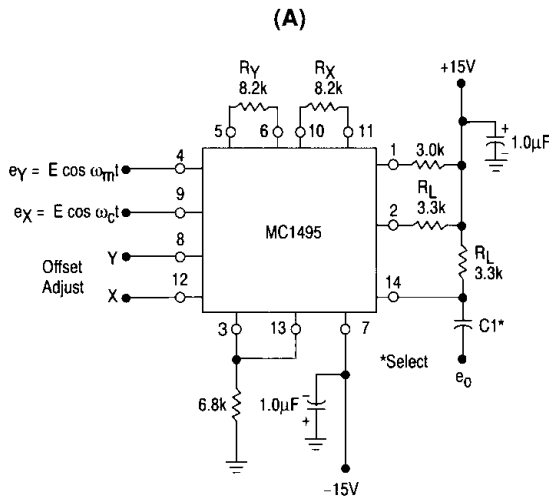 (A)
RY
8.2k
RX
8.2k
+15V
5
6
10
11
1
3.0k
+
1.0μF
4
eY = E cos ωmt
9
eX = E cos ωct
MC1495
2
RL
3.3k
RL
3.3k
8
Y
Offset
Adjust
12
X
14
3
13
7
C1*
*Select
eo
6.8k
1.0μF
–
+
–15V